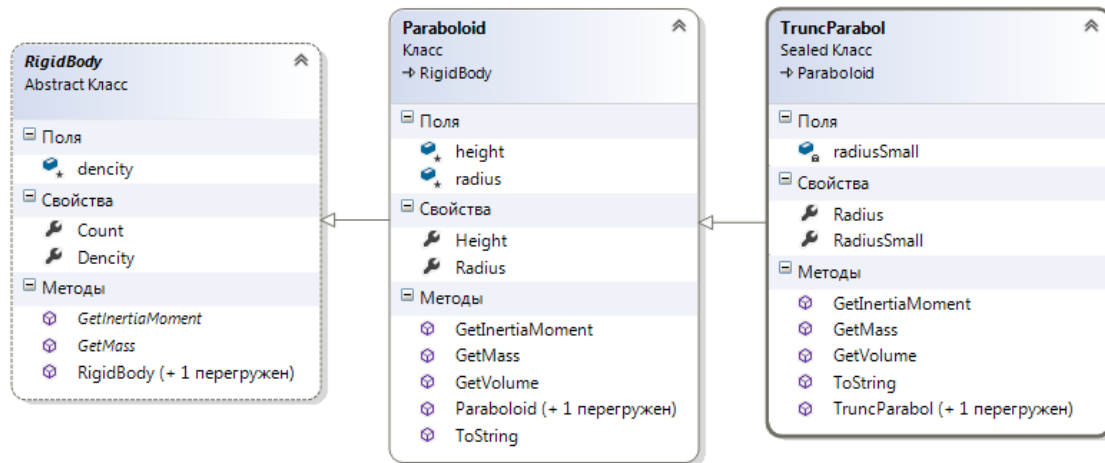 RigidBody
Abstract Класс
Поля
dencity
Свойства
Count
Dencity
Методы
GetInertiaMoment
GetMass
RigidBody (+ 1 перегружен)
Paraboloid
Класс
RigidBody
Поля
height
radius
Свойства
Height
Radius
Методы
GetInertiaMoment
GetMass
GetVolume
Paraboloid (+ 1 перегружен)
ToString
TruncParabol
Sealed Класс
Paraboloid
Поля
radiusSmall
Свойства
Radius
RadiusSmall
Методы
GetInertiaMoment
GetMass
GetVolume
ToString
TruncParabol (+ 1 перегружен)